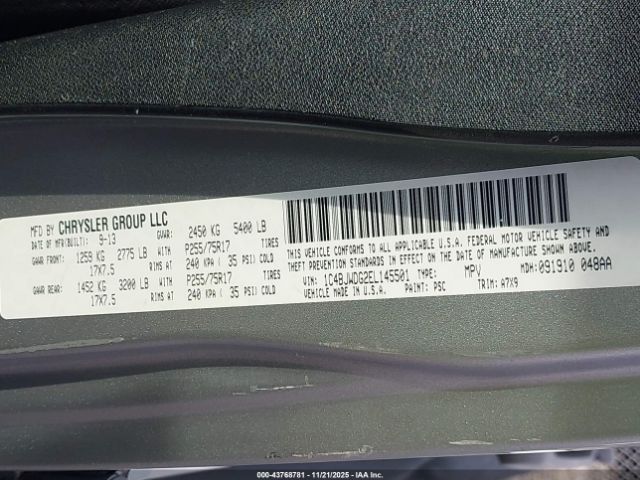 MFD BY CHRYSLER GROUP LLC
DATE OF MFR(BUILT): 9-13 GVWR: 2450 KG 5400 LB
GAWR FRONT: 1259 KG 2775 LB WITH P255/75R17 TIRES
17X7.5 RIMS AT 240 KPA ( 35 PSI) COLD
GAWR REAR: 1452 KG 3200 LB WITH P255/75R17 TIRES
17X7.5 RIMS AT 240 KPA ( 35 PSI) COLD
THIS VEHICLE CONFORMS TO ALL APPLICABLE U.S.A. FEDERAL MOTOR VEHICLE SAFETY,
THEFT PREVENTION STANDARDS IN EFFECT ON THE DATE OF MANUFACTURE SHOWN ABOVE.
BUMPER AND
VIN: 1C4BJWDG2EL145501 TYPE: MPV MDH: 091910 048AA
MADE IN U.S.A. PAINT: PSC TRIM: A7X9
000-43768781 - 11/21/2025 - IAAI.COM